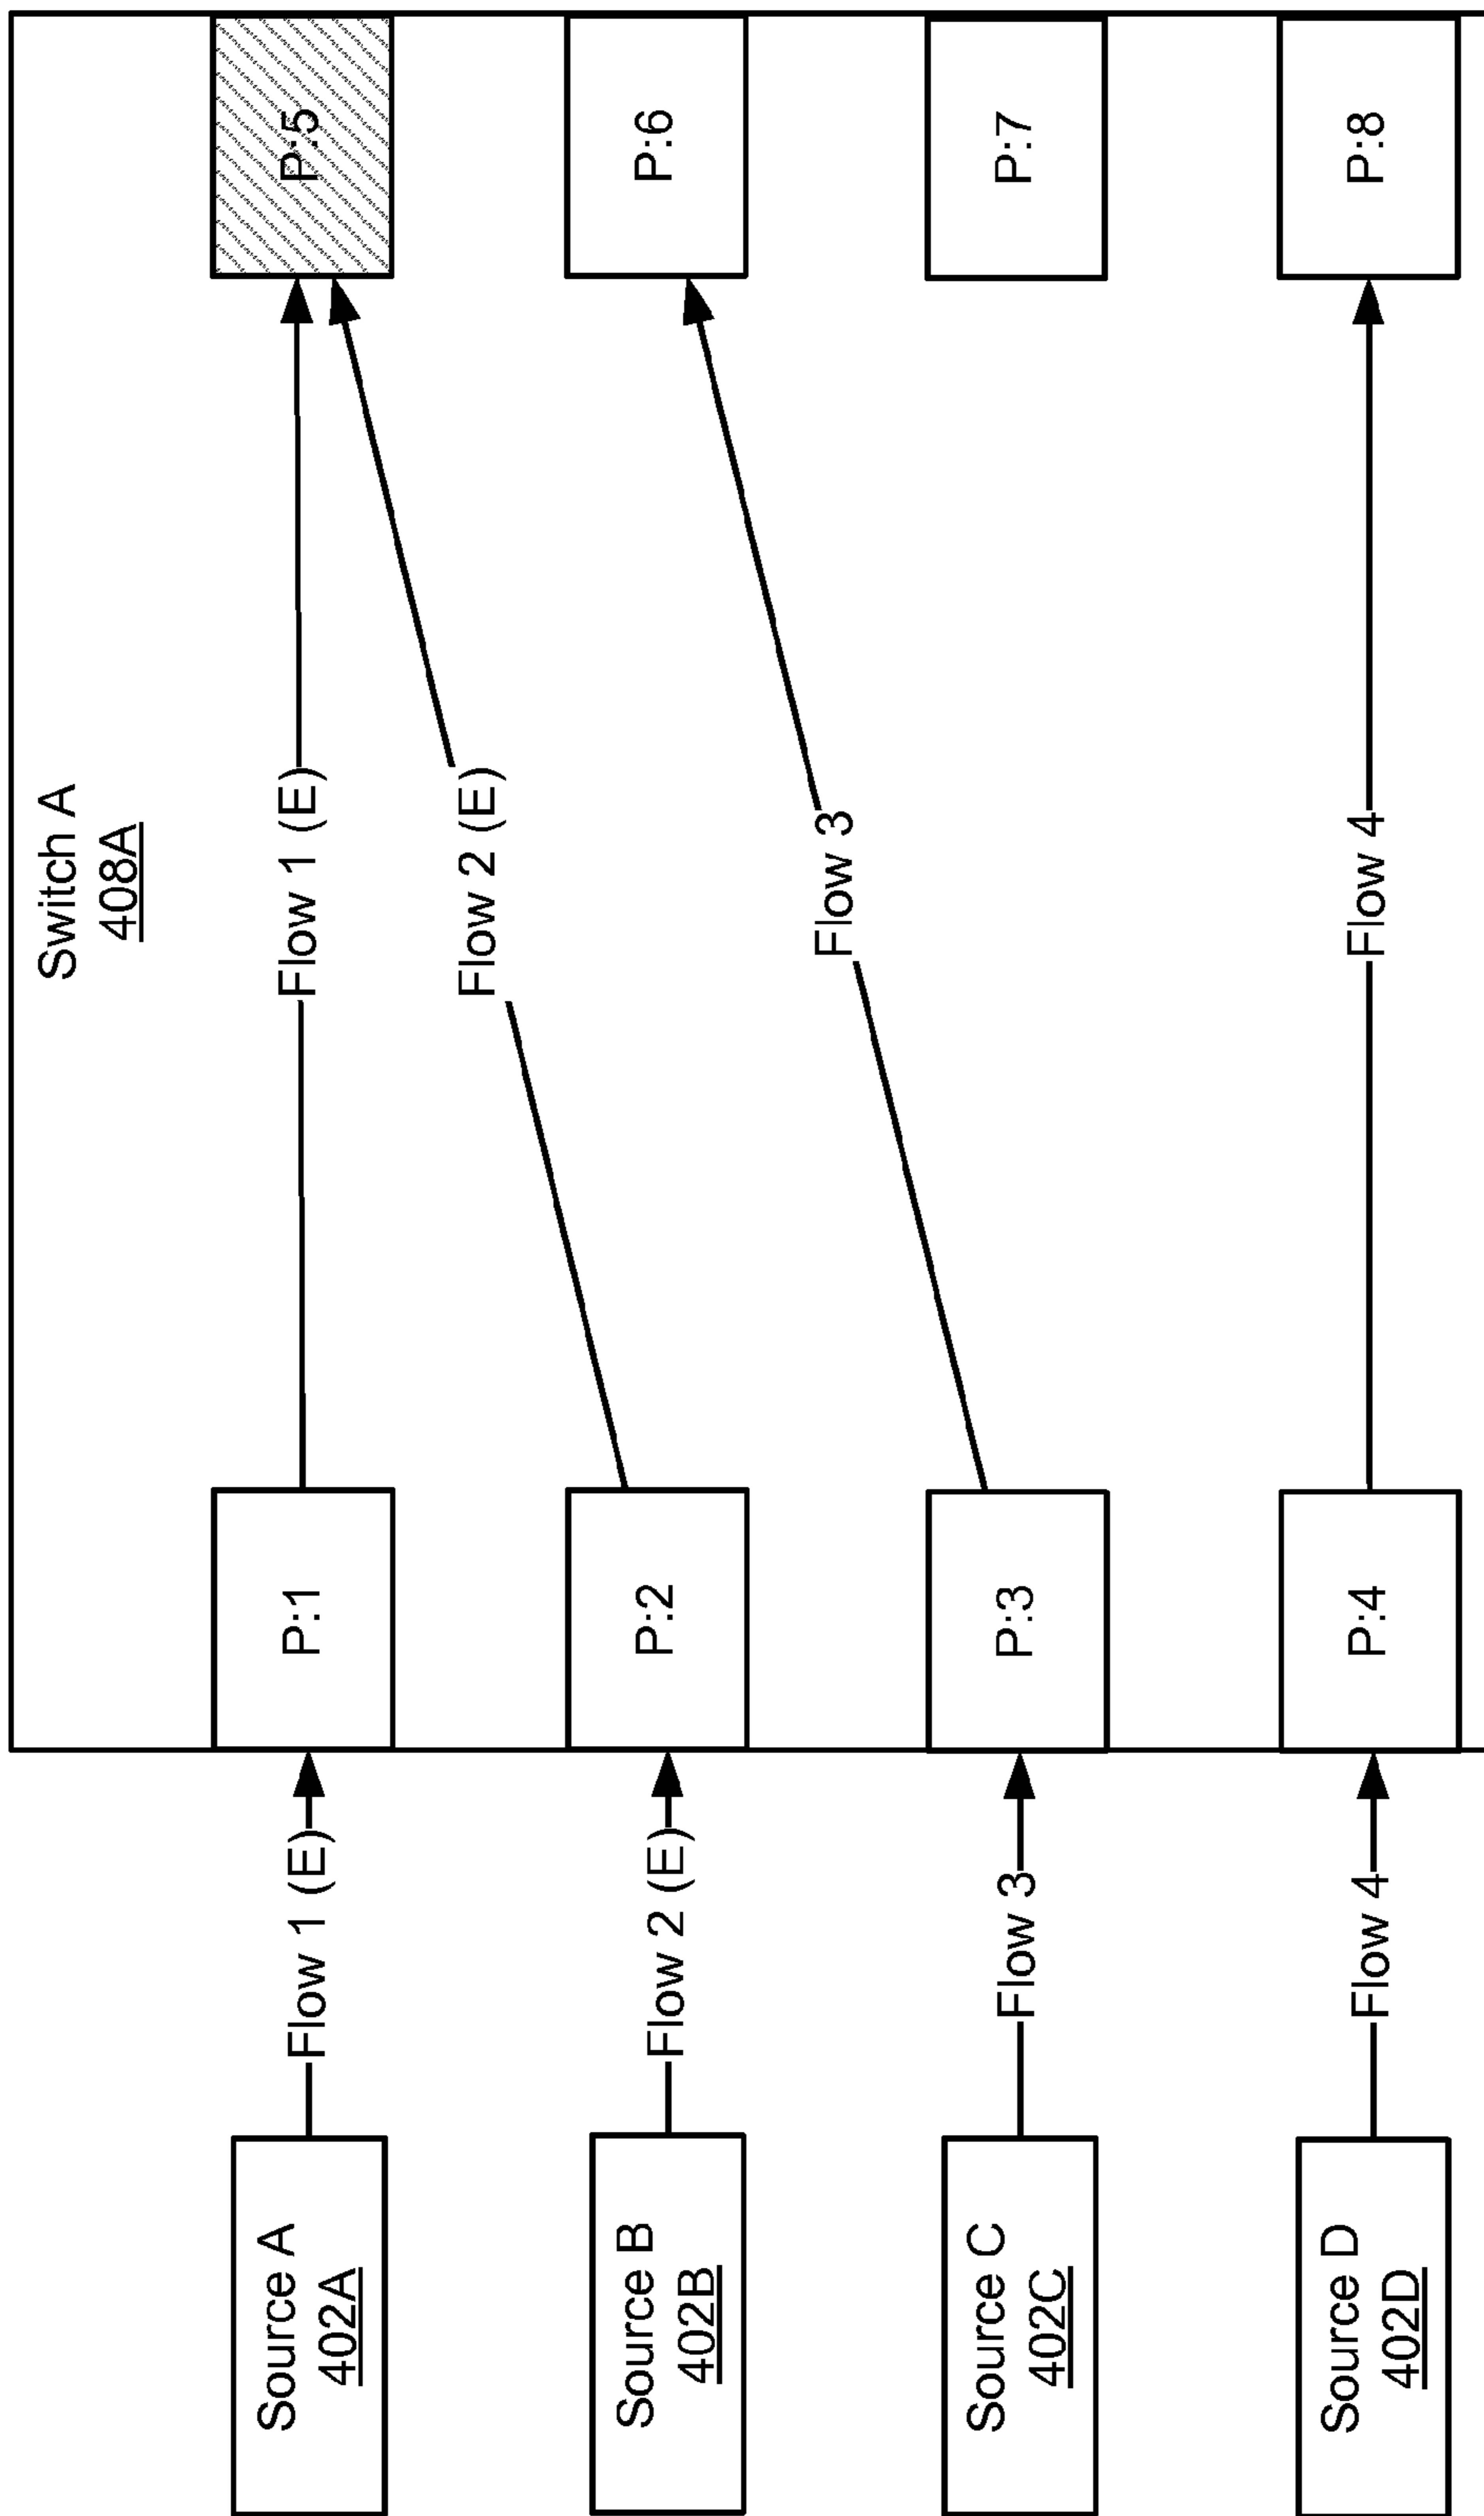 Switch A
408A
Source A
402A
Flow 1 (E)
P:1
Flow 1 (E)
P:5
Source B
402B
Flow 2 (E)
P:2
Flow 2 (E)
P:6
Source C
402C
Flow 3
P:3
Flow 3
P:7
Source D
402D
Flow 4
P:4
Flow 4
P:8